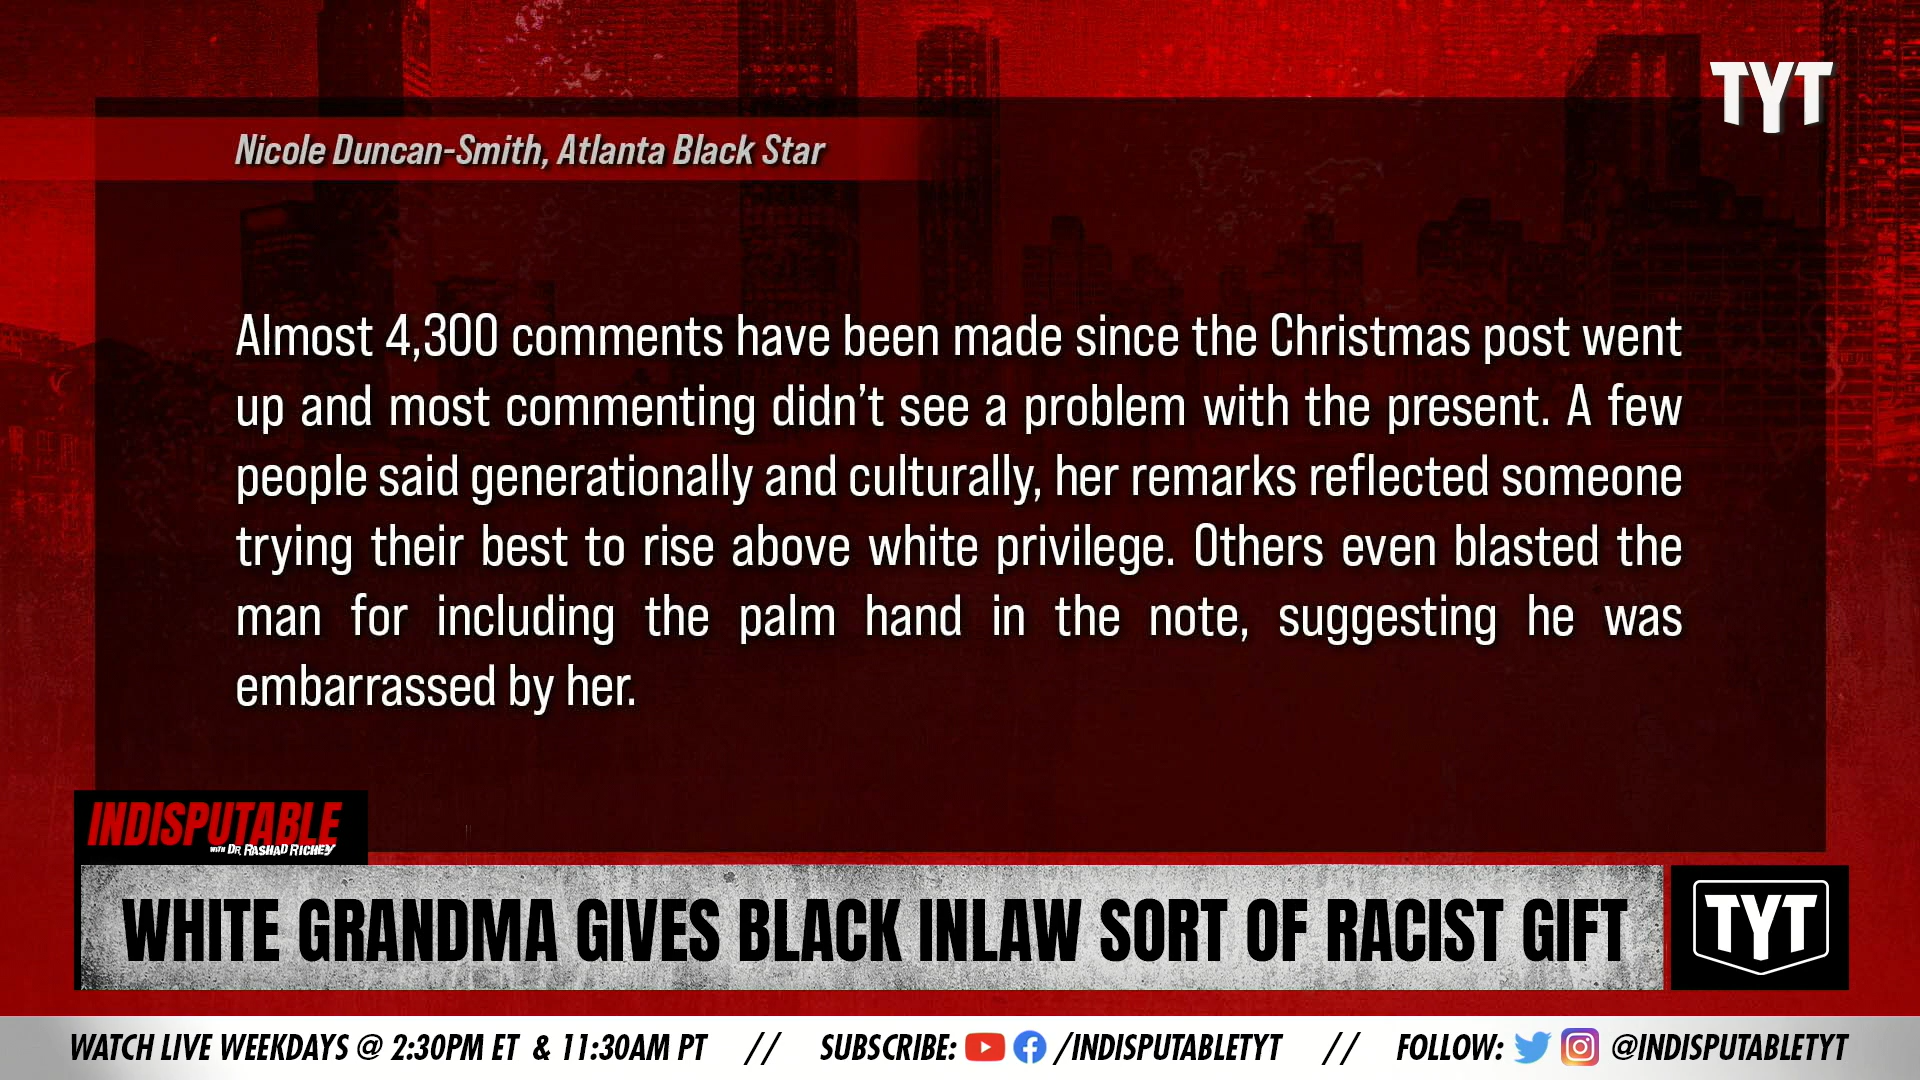 TYT
Nicole Duncan-Smith, Atlanta Black Star
Almost 4,300 comments have been made since the Christmas post went
up and most commenting didn’t see a problem with the present. A few
people said generationally and culturally, her remarks reflected someone
trying their best to rise above white privilege. Others even blasted the
man for including the palm hand in the note, suggesting he was
embarrassed by her.
INDISPUTABLE
WITH DR RASHAD RICHEY
WHITE GRANDMA GIVES BLACK INLAW SORT OF RACIST GIFT
TYT
WATCH LIVE WEEKDAYS @ 2:30PM ET & 11:30AM PT // SUBSCRIBE: /INDISPUTABLETYT // FOLLOW: @INDISPUTABLETYT